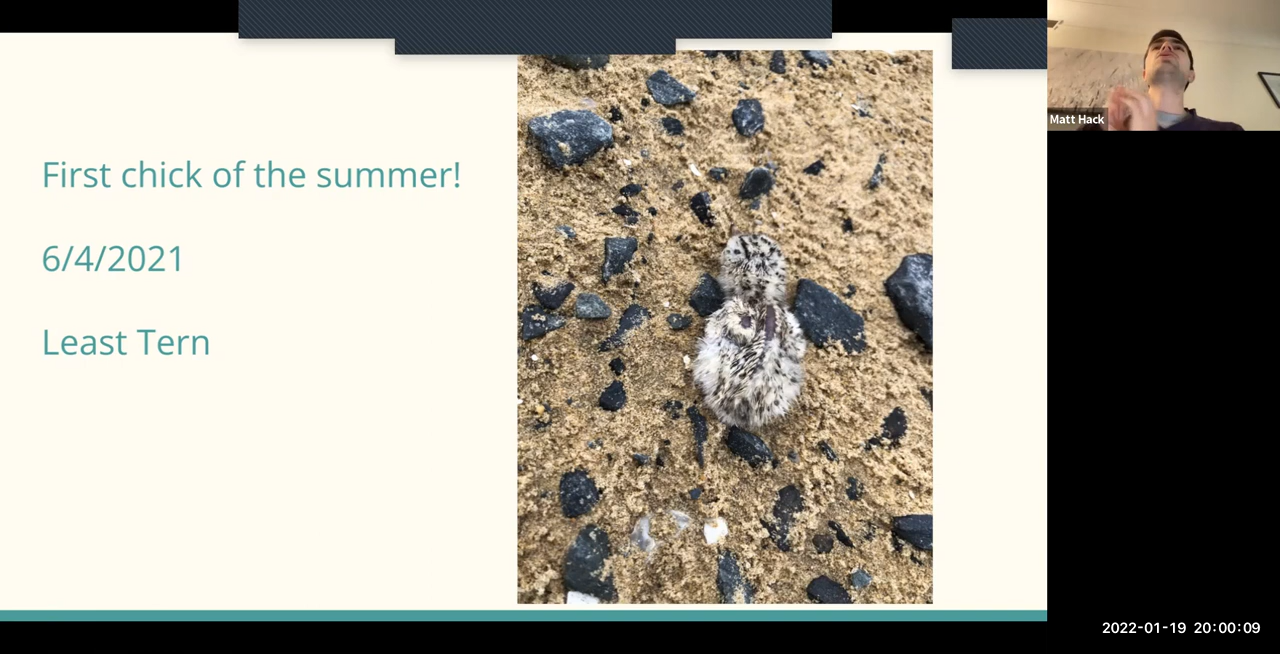 First chick of the summer!
6/4/2021
Least Tern
Matt Hack
2022-01-19 20:00:09